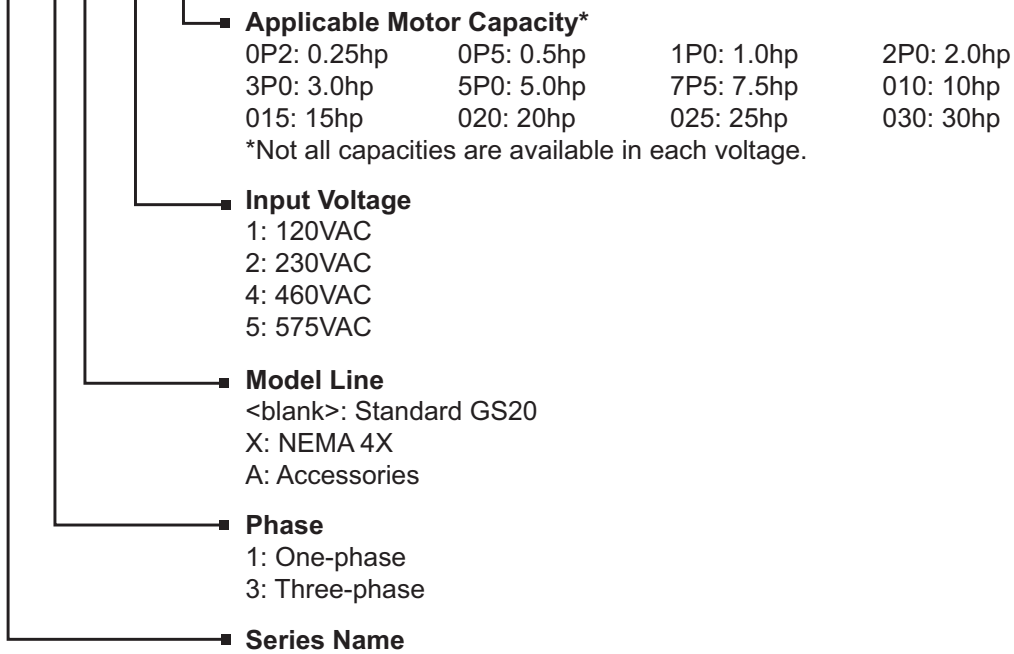 Applicable Motor Capacity*
0P2: 0.25hp 0P5: 0.5hp 1P0: 1.0hp 2P0: 2.0hp
3P0: 3.0hp 5P0: 5.0hp 7P5: 7.5hp 010: 10hp
015: 15hp 020: 20hp 025: 25hp 030: 30hp
*Not all capacities are available in each voltage.
Input Voltage
1: 120VAC
2: 230VAC
4: 460VAC
5: 575VAC
Model Line
<blank>: Standard GS20
X: NEMA 4X
A: Accessories
Phase
1: One-phase
3: Three-phase
Series Name